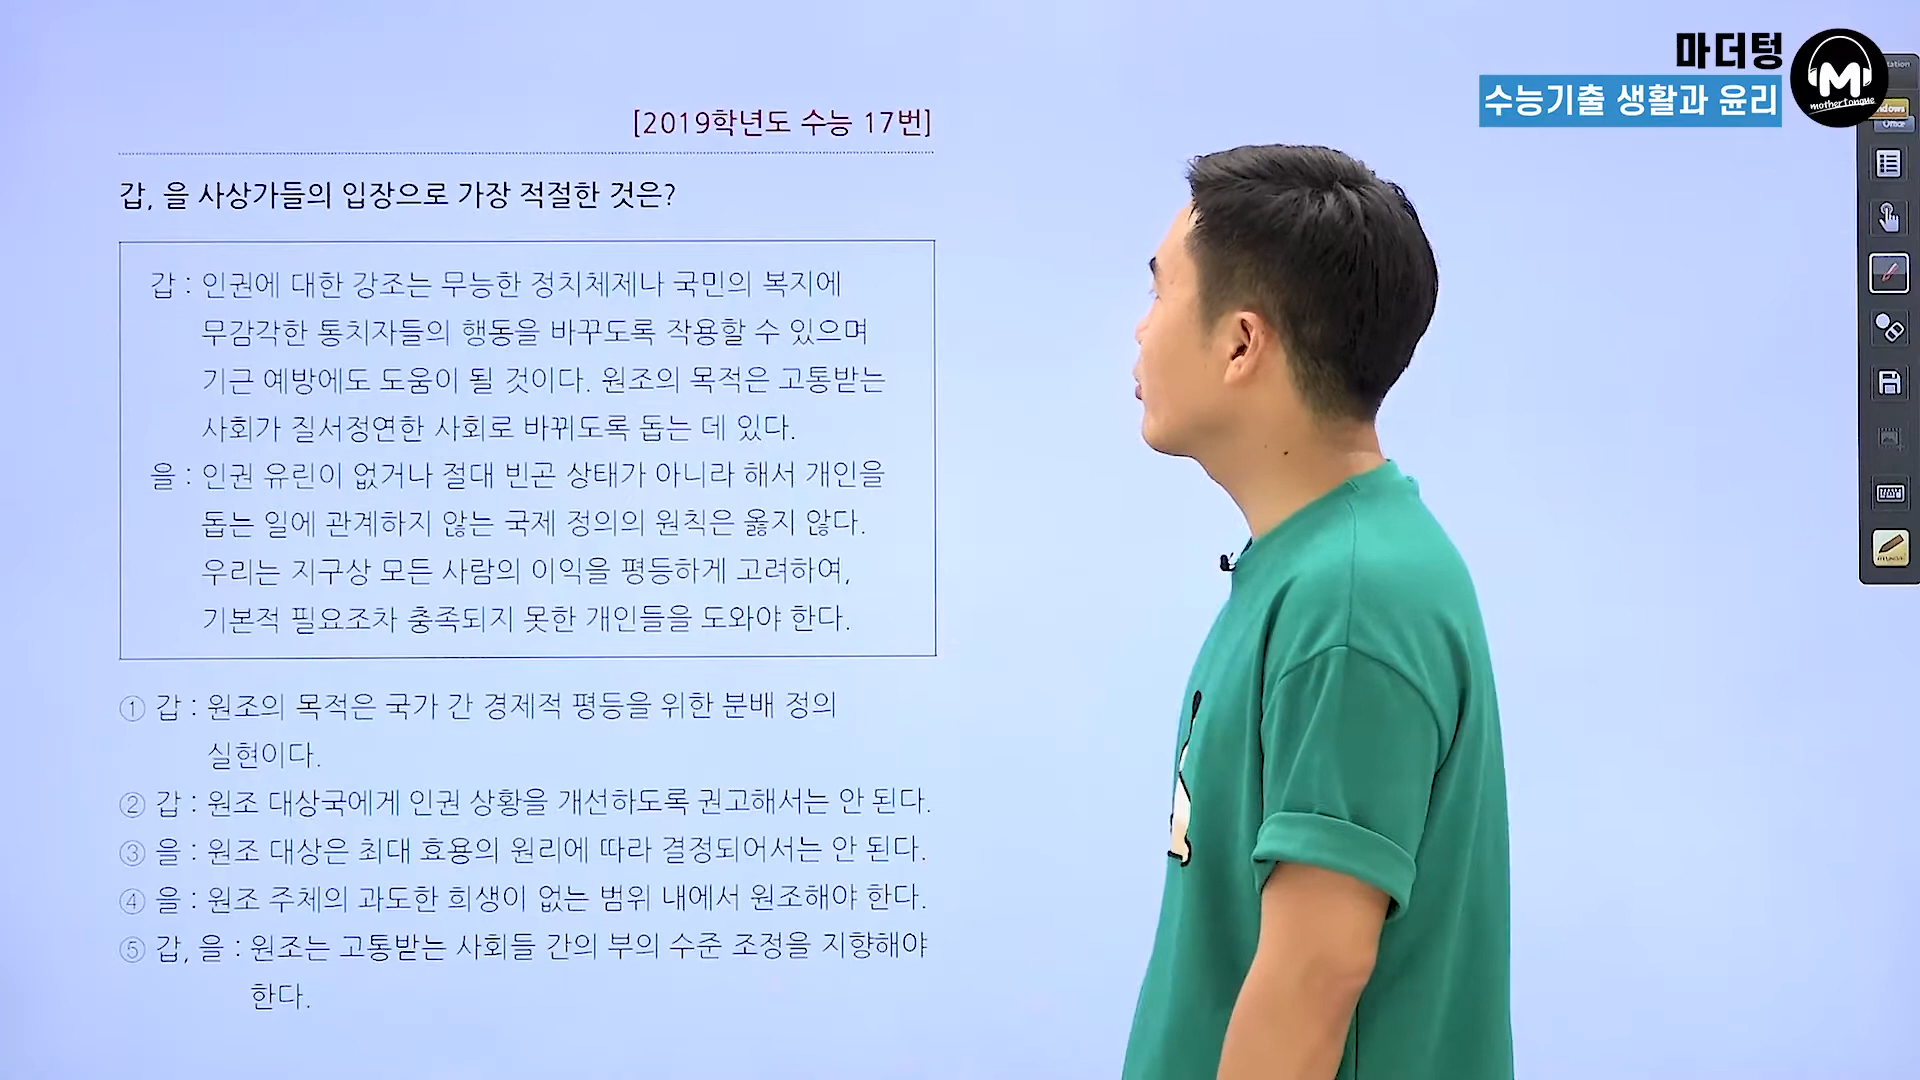 마더텅
수능기출 생활과 윤리
M
mothertongue
[2019학년도 수능 17번]
갑, 을 사상가들의 입장으로 가장 적절한 것은?
갑 : 인권에 대한 강조는 무능한 정치체제나 국민의 복지에
무감각한 통치자들의 행동을 바꾸도록 작용할 수 있으며
기근 예방에도 도움이 될 것이다. 원조의 목적은 고통받는
사회가 질서정연한 사회로 바뀌도록 돕는 데 있다.
을 : 인권 유린이 없거나 절대 빈곤 상태가 아니라 해서 개인을
돕는 일에 관계하지 않는 국제 정의의 원칙은 옳지 않다.
우리는 지구상 모든 사람의 이익을 평등하게 고려하여,
기본적 필요조차 충족되지 못한 개인들을 도와야 한다.
① 갑 : 원조의 목적은 국가 간 경제적 평등을 위한 분배 정의
실현이다.
② 갑 : 원조 대상국에게 인권 상황을 개선하도록 권고해서는 안 된다.
③ 을 : 원조 대상은 최대 효용의 원리에 따라 결정되어서는 안 된다.
④ 을 : 원조 주체의 과도한 희생이 없는 범위 내에서 원조해야 한다.
⑤ 갑, 을 : 원조는 고통받는 사회들 간의 부의 수준 조정을 지향해야
한다.
Office